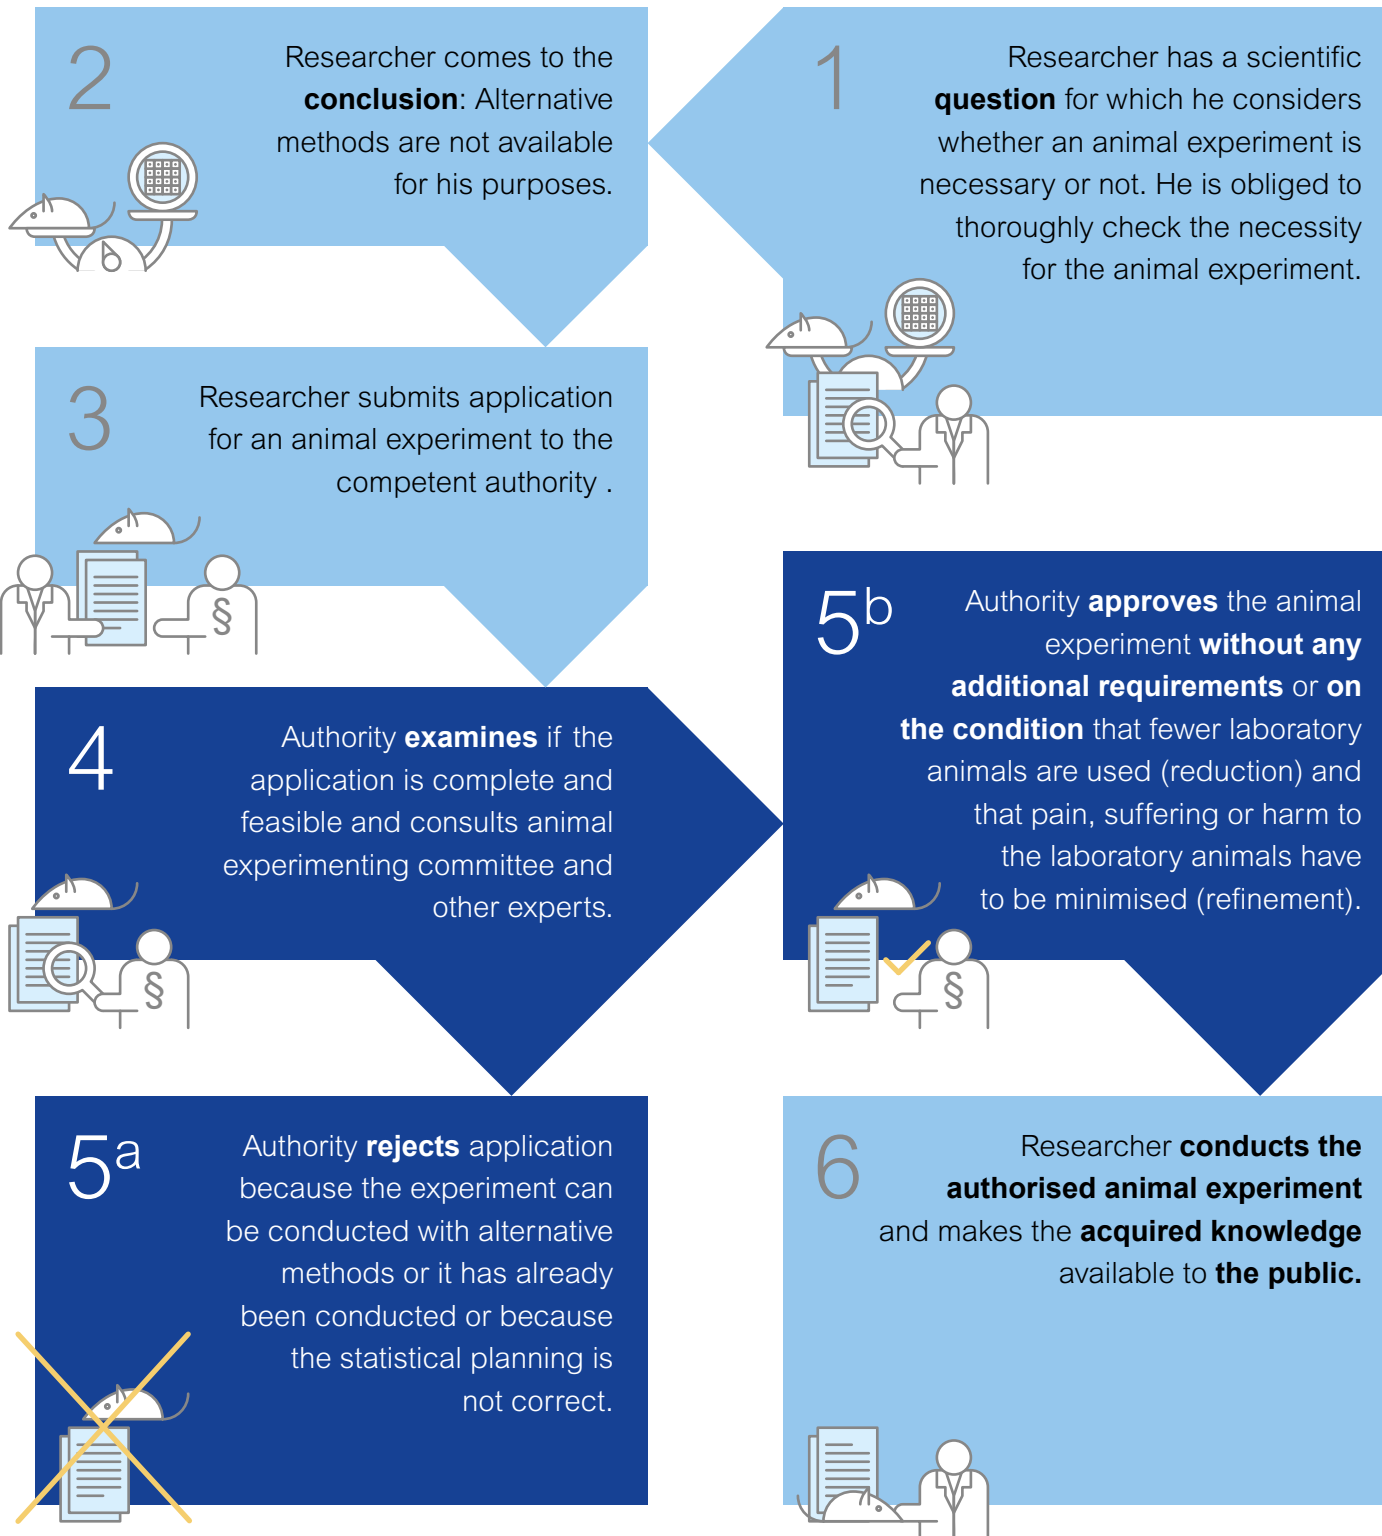 1
Researcher has a scientific
question for which he considers
whether an animal experiment is
necessary or not. He is obliged to
thoroughly check the necessity
for the animal experiment.
2
Researcher comes to the
conclusion: Alternative
methods are not available
for his purposes.
3
Researcher submits application
for an animal experiment to the
competent authority .
§
4
Authority examines if the
application is complete and
feasible and consults animal
experimenting committee and
other experts.
§
5a
Authority rejects application
because the experiment can
be conducted with alternative
methods or it has already
been conducted or because
the statistical planning is
not correct.
5b
Authority approves the animal
experiment without any
additional requirements or on
the condition that fewer laboratory
animals are used (reduction) and
that pain, suffering or harm to
the laboratory animals have
to be minimised (refinement).
§
6
Researcher conducts the
authorised animal experiment
and makes the acquired knowledge
available to the public.